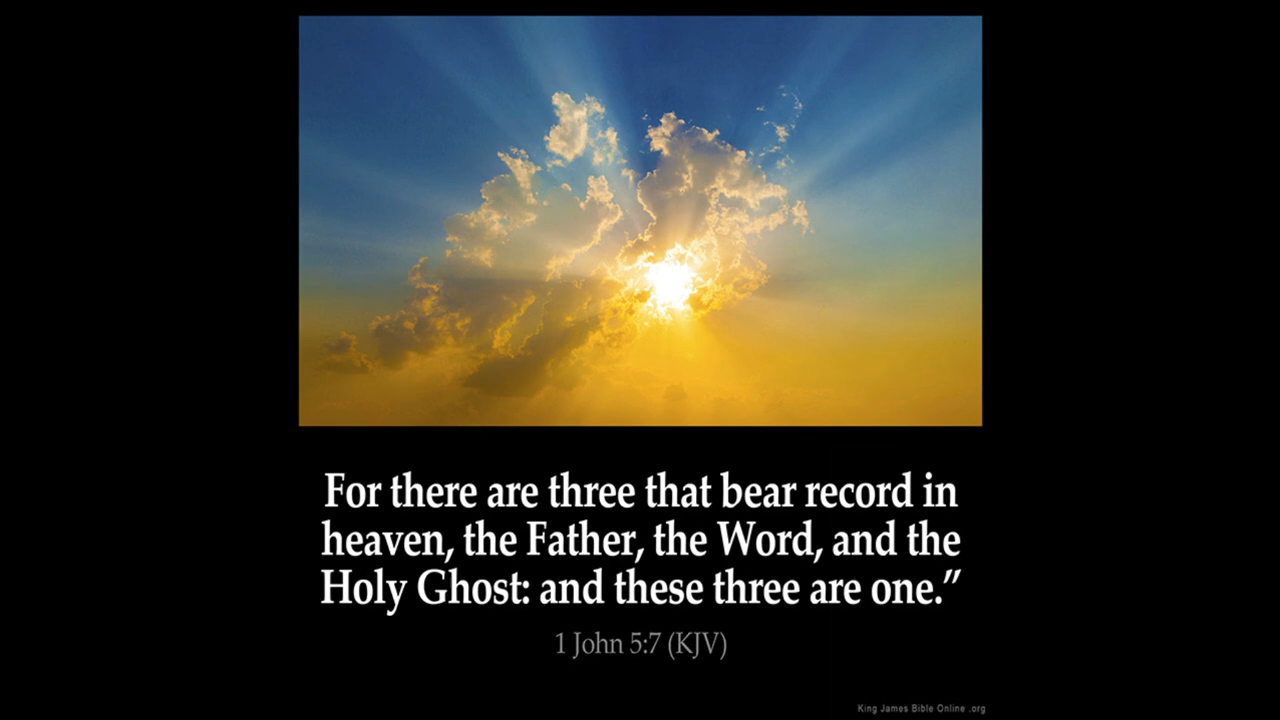 For there are three that bear record in
heaven, the Father, the Word, and the
Holy Ghost: and these three are one.”
1 John 5:7 (KJV)
King James Bible Online .org